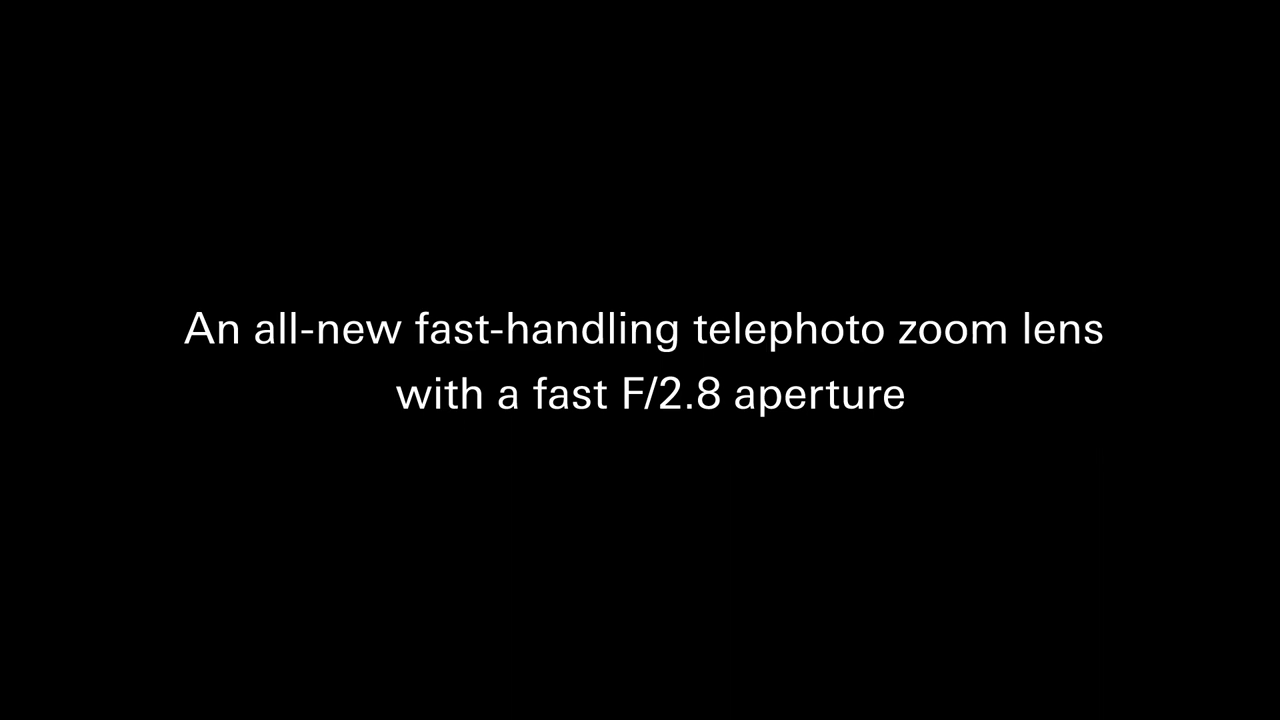 An all-new fast-handling telephoto zoom lens
with a fast F/2.8 aperture